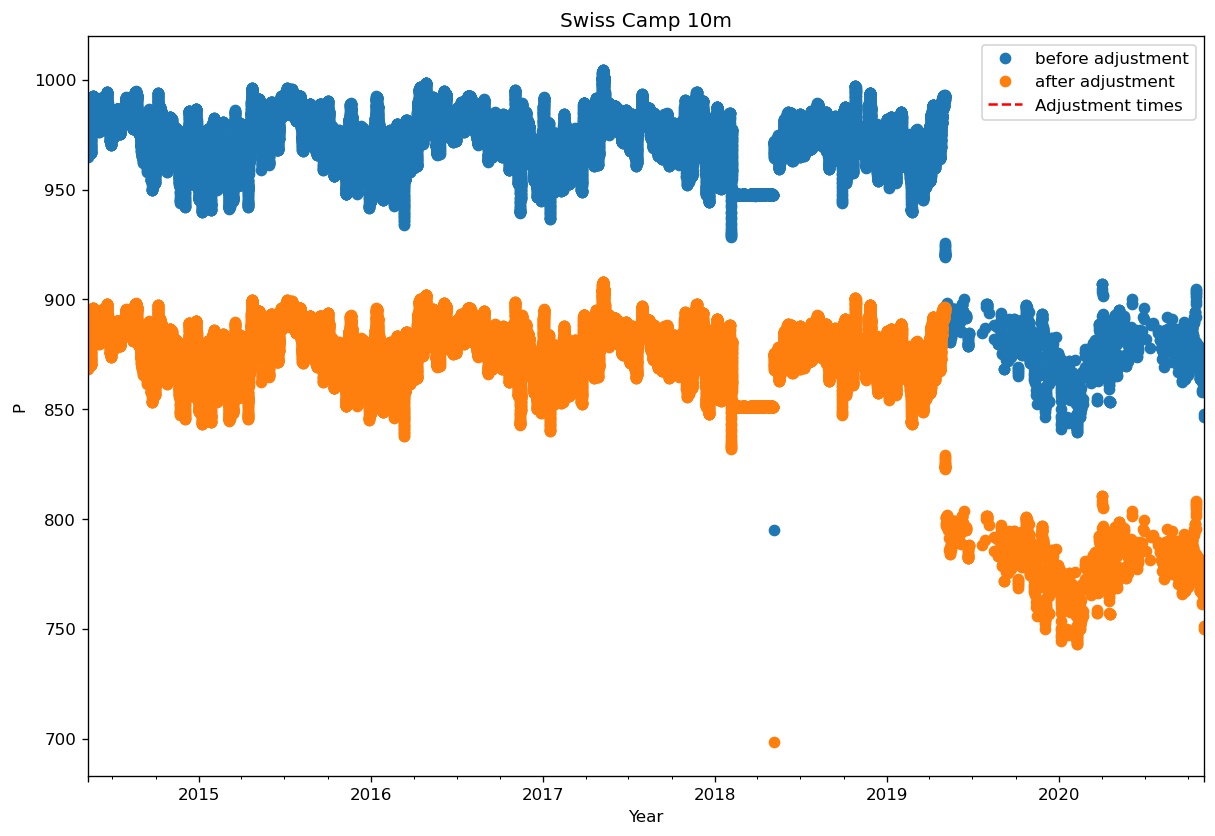 Swiss Camp 10m
before adjustment
after adjustment
Adjustment times
P
1000
950
900
850
800
750
700
2015 2016 2017 2018 2019 2020
Year